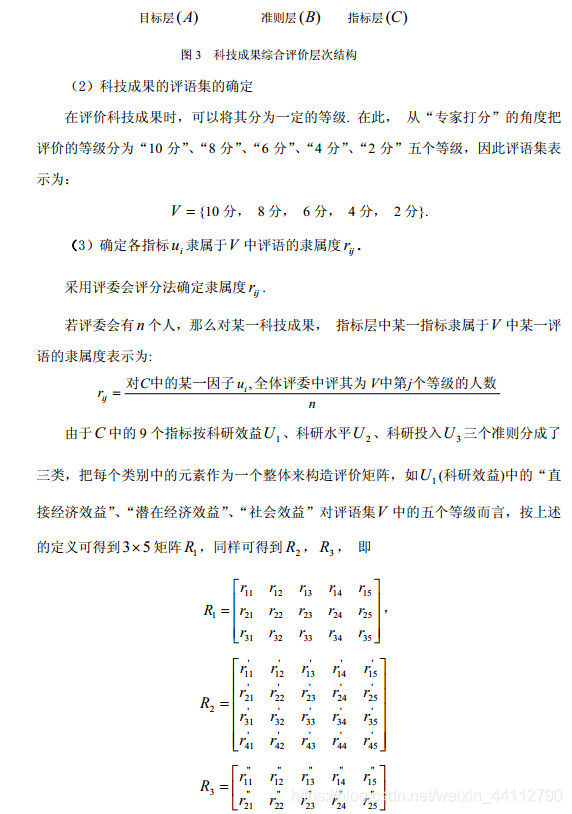 目标层(A) 准则层(B) 指标层(C)
图 3 科技成果综合评价层次结构
（2）科技成果的评语集的确定
在评价科技成果时，可以将其分为一定的等级. 在此， 从“专家打分”的角度把
评价的等级分为“10 分”、“8 分”、“6 分”、“4 分”、“2 分”五个等级，因此评语集表
示为：
V = {10 分， 8 分， 6 分， 4 分， 2 分}.
（3）确定各指标 u_i 隶属于 V 中评语的隶属度 r_ij .
采用评委会评分法确定隶属度 r_ij .
若评委会有 n 个人，那么对某一科技成果， 指标层中某一指标隶属于 V 中某一评
语的隶属度表示为:
r_ij = 对C中的某一因子 u_i , 全体评委中评其为 V中第j个等级的人数
n
由于 C 中的 9 个指标按科研效益 U_1、科研水平 U_2、科研投入 U_3 三个准则分成了
三类，把每个类别中的元素作为一个整体来构造评价矩阵，如 U_1 (科研效益)中的“直
接经济效益”、“潜在经济效益”、“社会效益”对评语集 V 中的五个等级而言，按上述
的定义可得到 3×5 矩阵 R_1，同样可得到 R_2， R_3， 即
r_11 r_12 r_13 r_14 r_15
R_1 = r_21 r_22 r_23 r_24 r_25 ，
r_31 r_32 r_33 r_34 r_35
r'_11 r'_12 r'_13 r'_14 r'_15
r'_21 r'_22 r'_23 r'_24 r'_25
R_2 =
r'_31 r'_32 r'_33 r'_34 r'_35
r'_41 r'_42 r'_43 r'_44 r'_45
r"_11 r"_12 r"_13 r"_14 r"_15
R_3 =
r"_21 r"_22 r"_23 r"_24 r"_25
https://blog.csdn.net/weixin_44112790